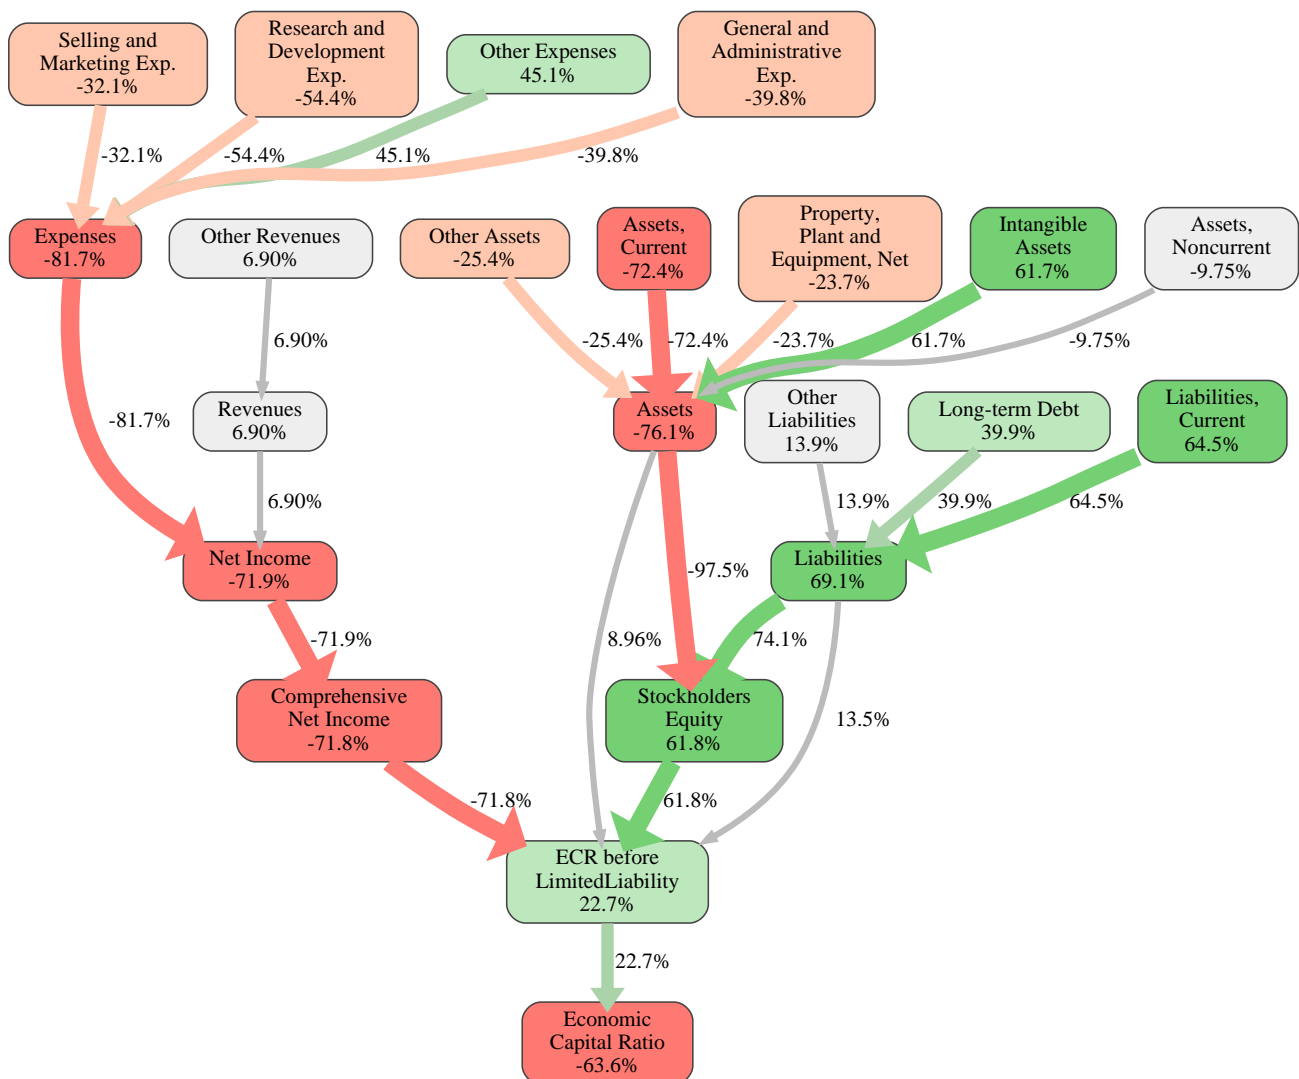 Selling and
Marketing Exp.
-32.1%
Research and
Development
Exp.
-54.4%
Other Expenses
45.1%
General and
Administrative
Exp.
-39.8%
-32.1%
-54.4%
45.1%
-39.8%
Expenses
-81.7%
Other Revenues
6.90%
Other Assets
-25.4%
Assets,
Current
-72.4%
Property,
Plant and
Equipment, Net
-23.7%
Intangible
Assets
61.7%
Assets,
Noncurrent
-9.75%
6.90%
-25.4%
-72.4%
-23.7%
61.7%
-9.75%
-81.7%
Revenues
6.90%
Assets
-76.1%
Other
Liabilities
13.9%
Long-term Debt
39.9%
Liabilities,
Current
64.5%
6.90%
-97.5%
13.9%
39.9%
64.5%
Net Income
-71.9%
Liabilities
69.1%
-71.9%
8.96%
74.1%
13.5%
Comprehensive
Net Income
-71.8%
Stockholders
Equity
61.8%
-71.8%
61.8%
ECR before
LimitedLiability
22.7%
22.7%
Economic
Capital Ratio
-63.6%